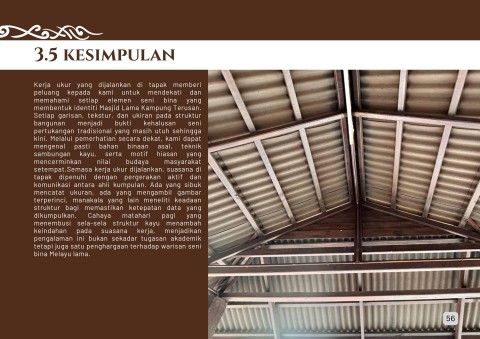 3.5 KESIMPULAN
Kerja ukur yang dijalankan di tapak memberi
peluang kepada kami untuk mendekati dan
memahami setiap elemen seni bina yang
membentuk identiti Masjid Lama Kampung Terusan.
Setiap garisan, tekstur, dan ukiran pada struktur
bangunan menjadi bukti kehalusan seni
pertukangan tradisional yang masih utuh sehingga
kini. Melalui pemerhatian secara dekat, kami dapat
mengenal pasti bahan binaan asal, teknik
sambungan kayu, serta motif hiasan yang
mencerminkan nilai budaya masyarakat
setempat.Semasa kerja ukur dijalankan, suasana di
tapak dipenuhi dengan pergerakan aktif dan
komunikasi antara ahli kumpulan. Ada yang sibuk
mencatat ukuran, ada yang mengambil gambar
terperinci, manakala yang lain meneliti keadaan
struktur bagi memastikan ketepatan data yang
dikumpulkan. Cahaya matahari pagi yang
menembusi sela-sela struktur kayu menambah
keindahan pada suasana kerja, menjadikan
pengalaman ini bukan sekadar tugasan akademik
tetapi juga satu penghargaan terhadap warisan seni
bina Melayu lama.
56